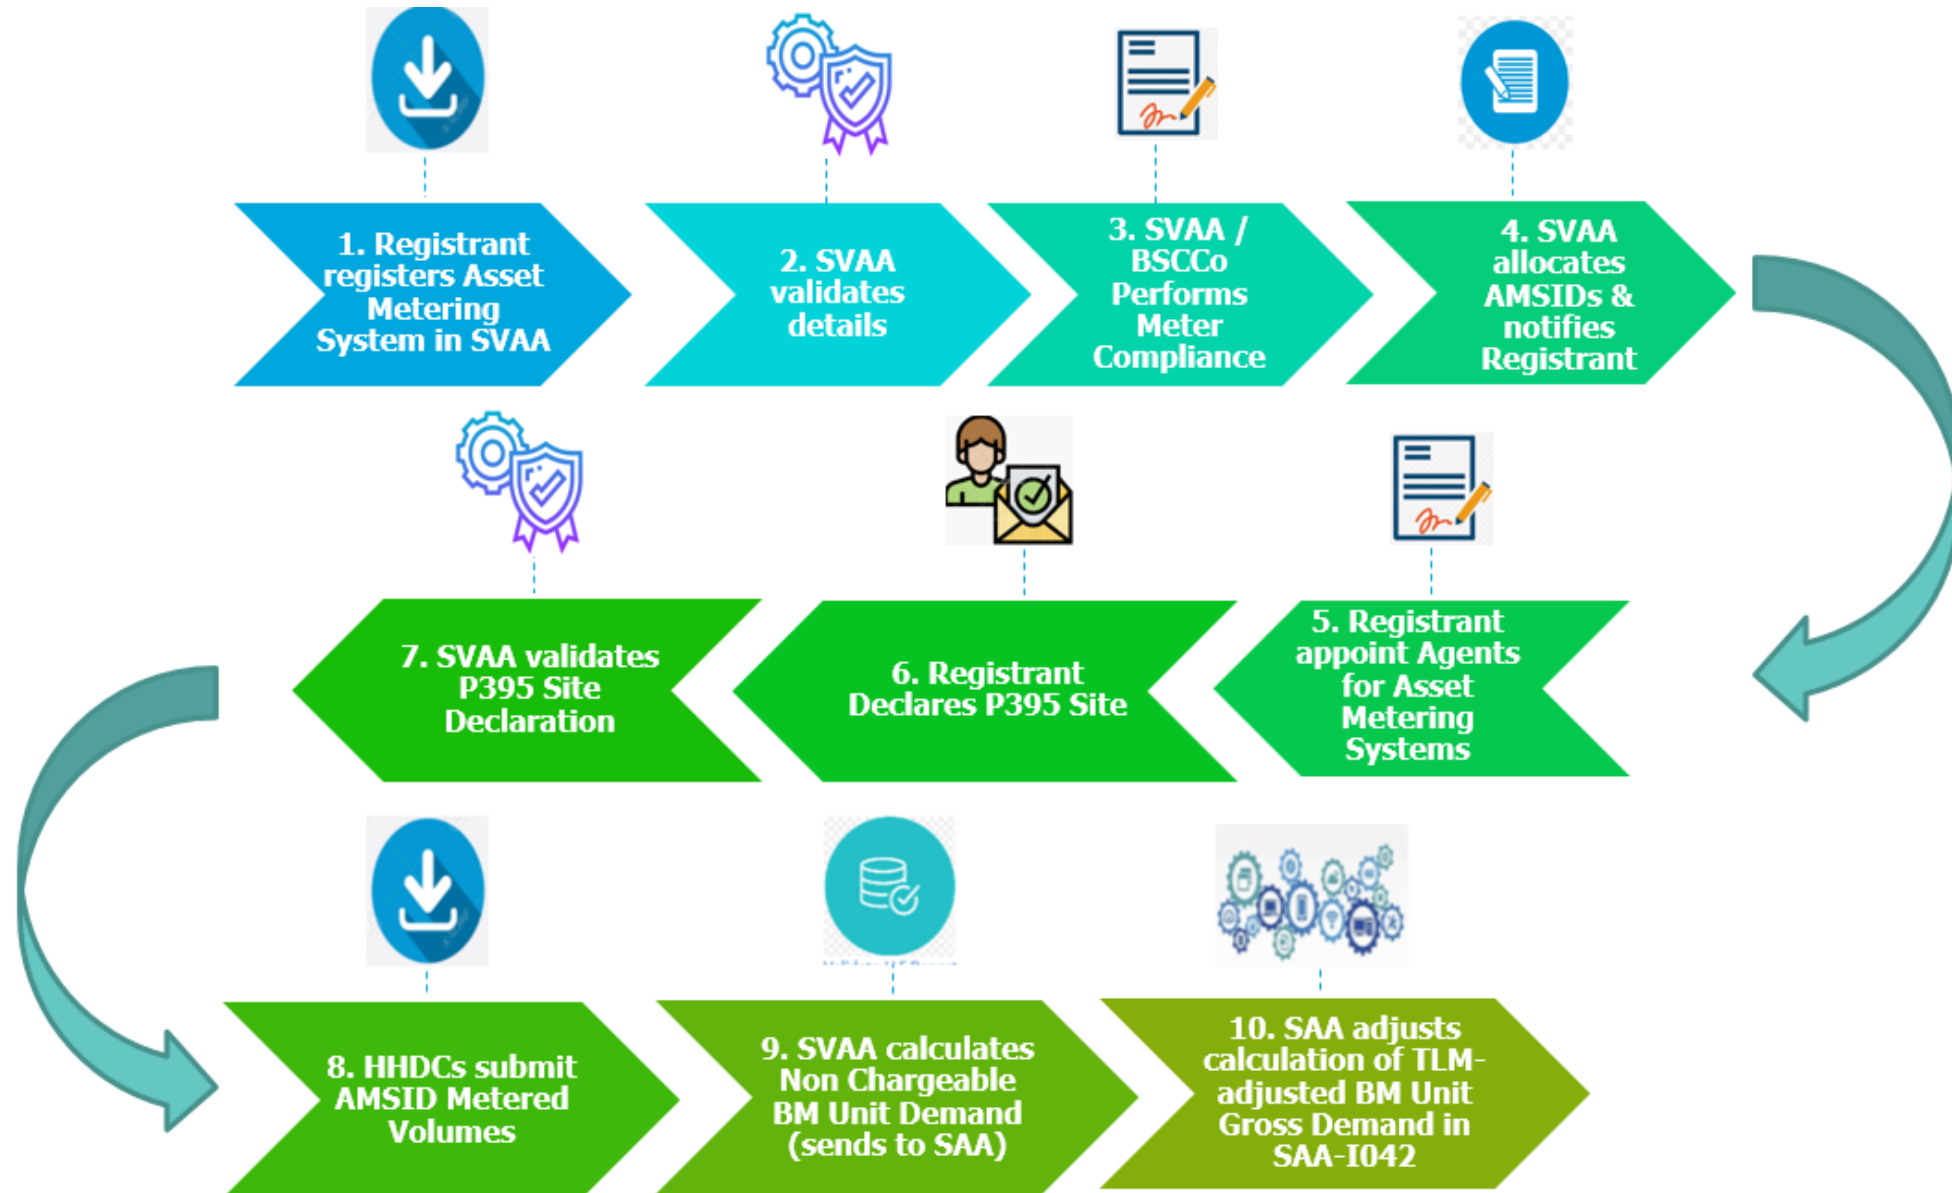 1. Registrant
registers Asset
Metering
System in SVAA
2. SVAA
validates
details
3. SVAA /
BSCCo
Performs
Meter
Compliance
4. SVAA
allocates
AMSIDs &
notifies
Registrant
5. Registrant
appoint Agents
for Asset
Metering
Systems
6. Registrant
Declares P395 Site
7. SVAA validates
P395 Site
Declaration
8. HHDCs submit
AMSID Metered
Volumes
9. SVAA calculates
Non Chargeable
BM Unit Demand
(sends to SAA)
10. SAA adjusts
calculation of TLM-
adjusted BM Unit
Gross Demand in
SAA-I042